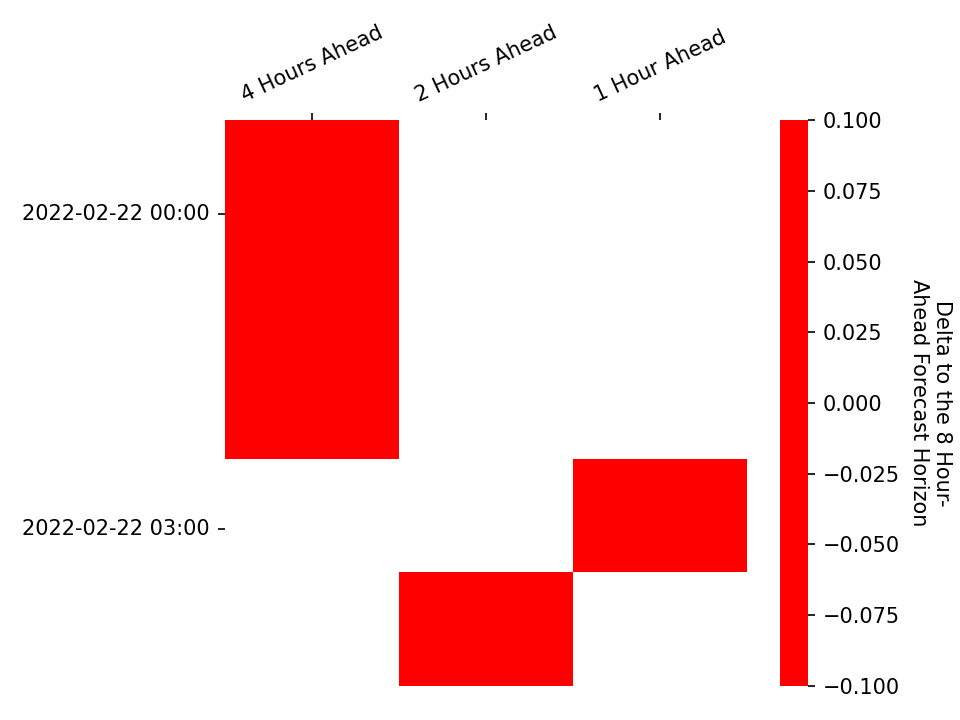 4 Hours Ahead
2 Hours Ahead
1 Hour Ahead
2022-02-22 00:00
2022-02-22 03:00
0.100
0.075
0.050
0.025
0.000
−0.025
−0.050
−0.075
−0.100
Delta to the 8 Hour-
Ahead Forecast Horizon